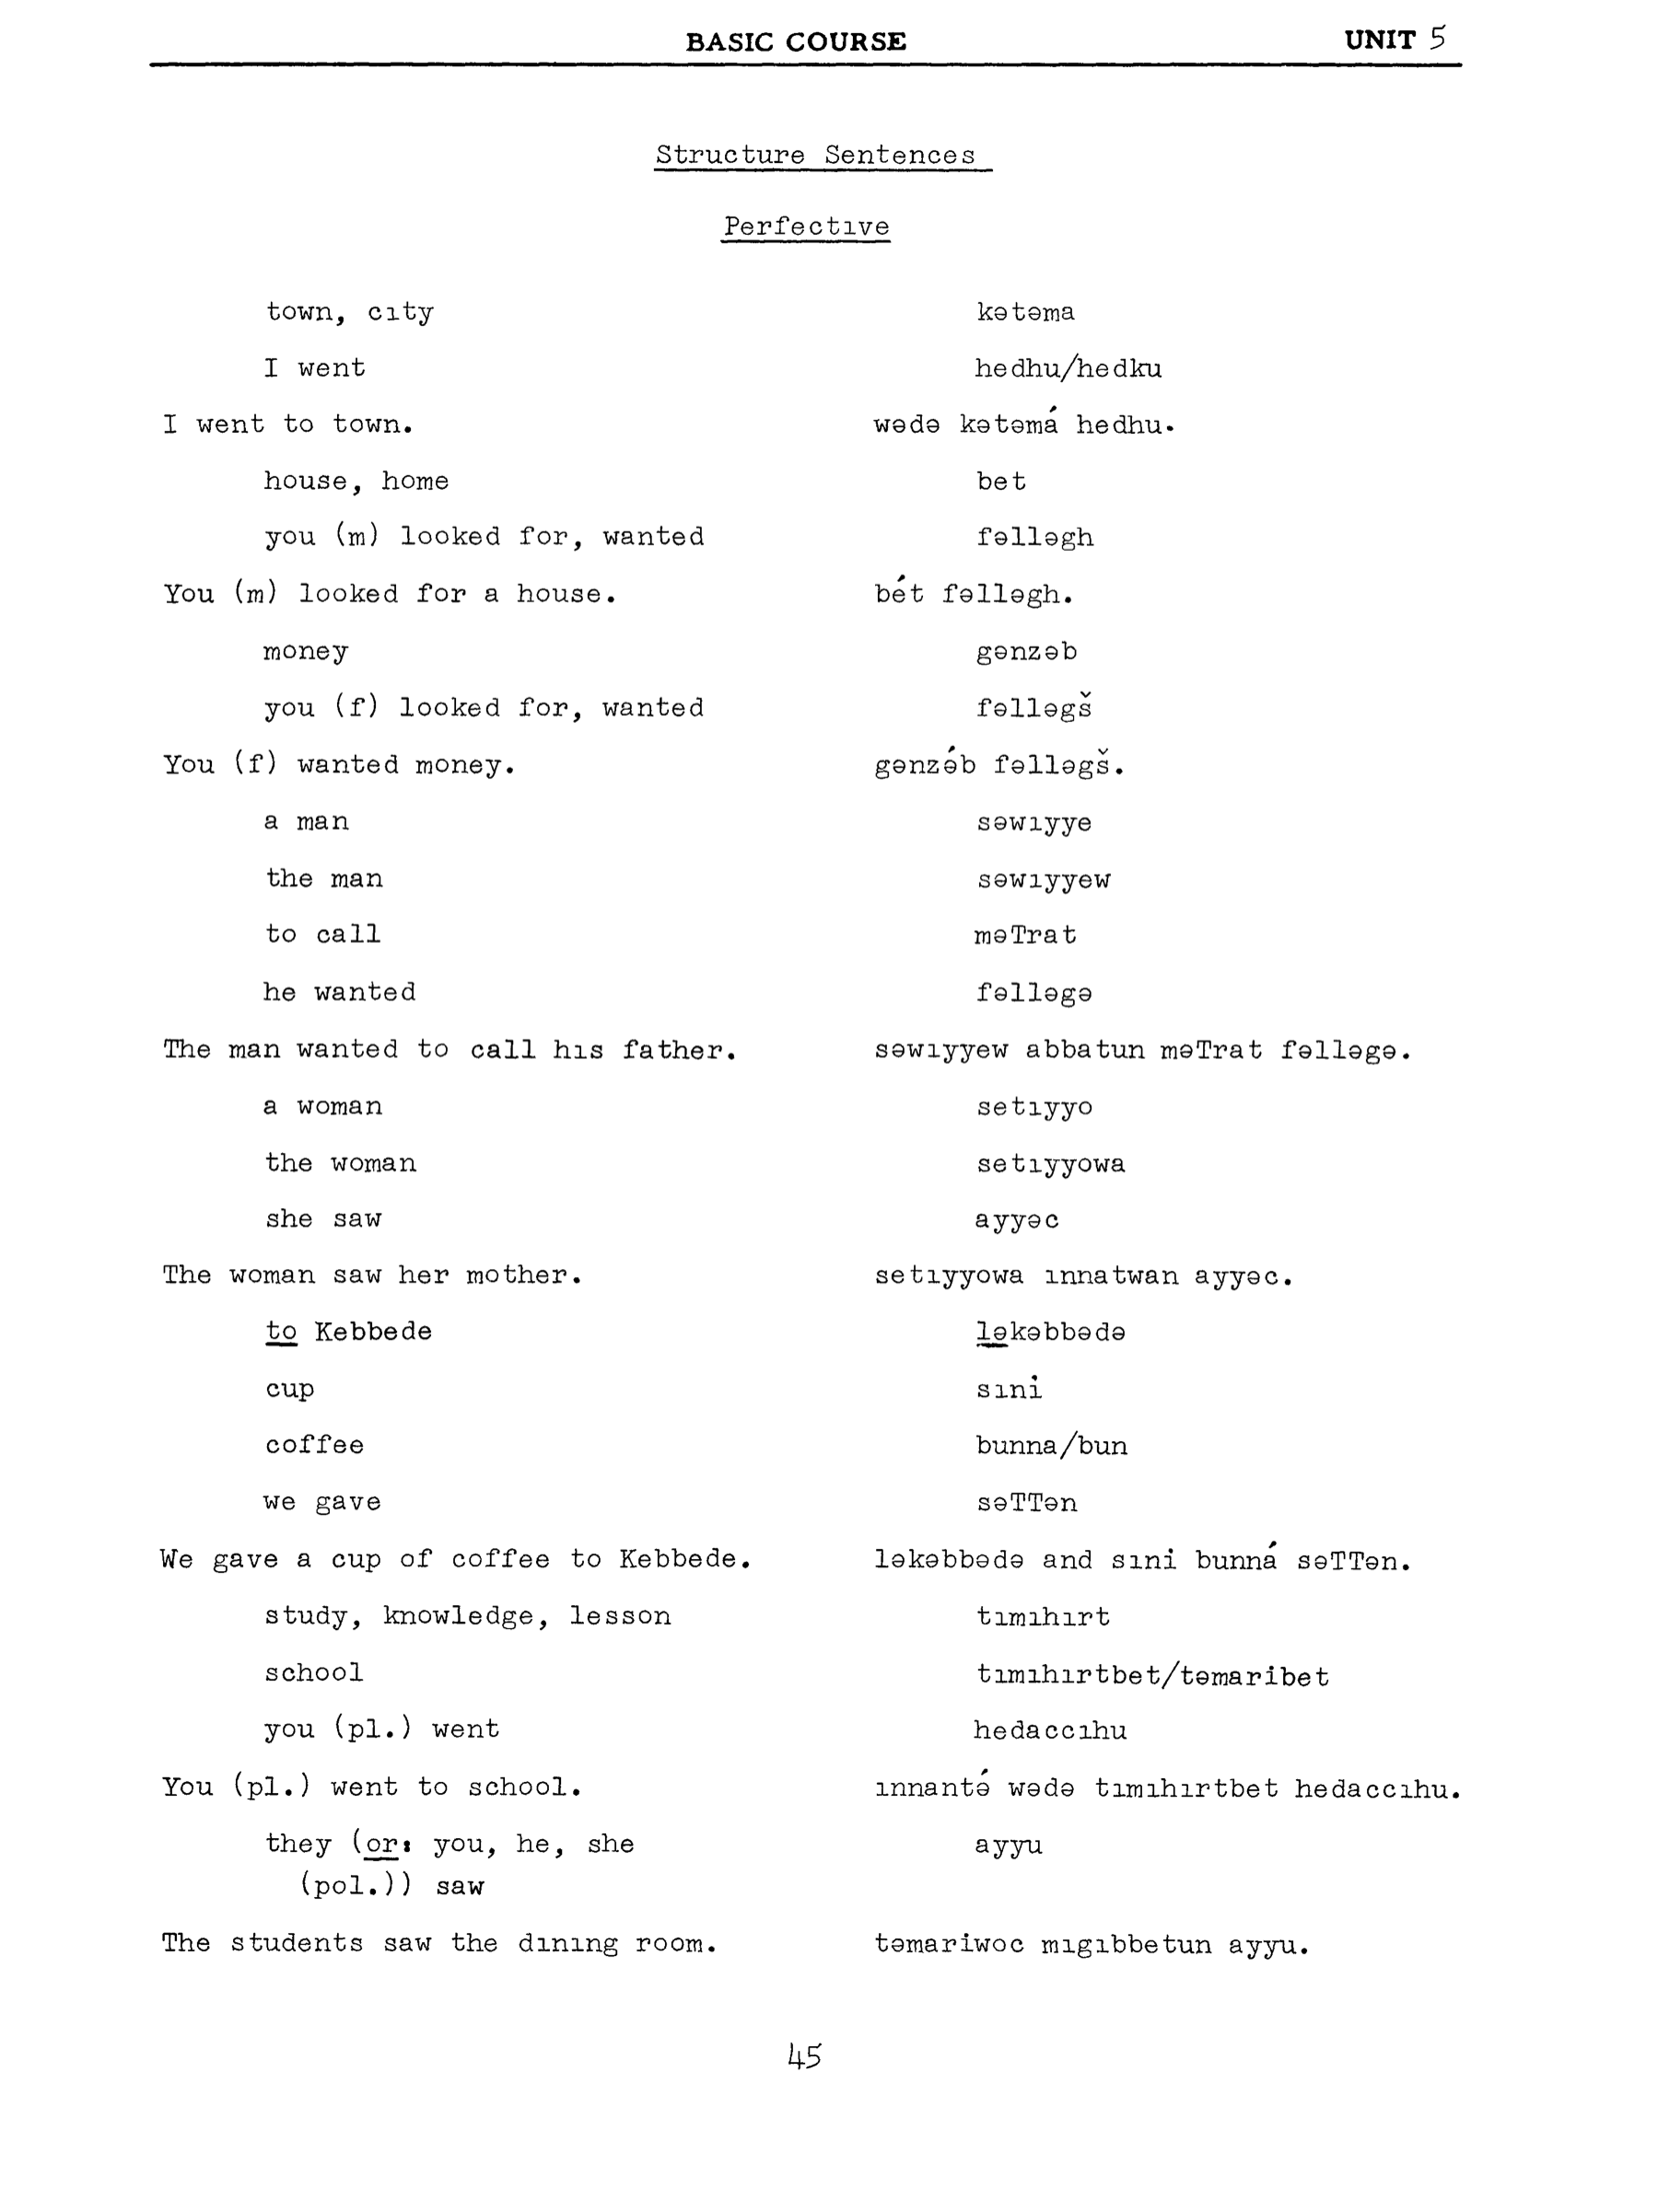 BASIC COURSE UNIT 5
Structure Sentences
Perfectıve
town, cıty kətəma
I went hedhu/hedku
I went to town. wədə kətəmá hedhu.
house, home bet
you (m) looked for, wanted fəlləgh
You (m) looked for a house. bét fəlləgh.
money gənzəb
you (f) looked for, wanted fəlləgš
You (f) wanted money. gənzə́b fəlləgš.
a man səwıyye
the man səwıyyew
to call məTrat
he wanted fəlləgə
The man wanted to call hıs father. səwıyyew abbatun məTrat fəlləgə.
a woman setıyyo
the woman setıyyowa
she saw ayyəc
The woman saw her mother. setıyyowa ınnatwan ayyəc.
to Kebbede ləkəbbədə
cup sıni
coffee bunna/bun
we gave səTTən
We gave a cup of coffee to Kebbede. ləkəbbədə and sıni bunná səTTən.
study, knowledge, lesson tımıhırt
school tımıhırtbet/təmaribet
you (pl.) went hedaccıhu
You (pl.) went to school. ınnantə́ wədə tımıhırtbet hedaccıhu.
they (or: you, he, she ayyu
(pol.)) saw
The students saw the dınıng room. təmariwoc mıgıbbetun ayyu.
45